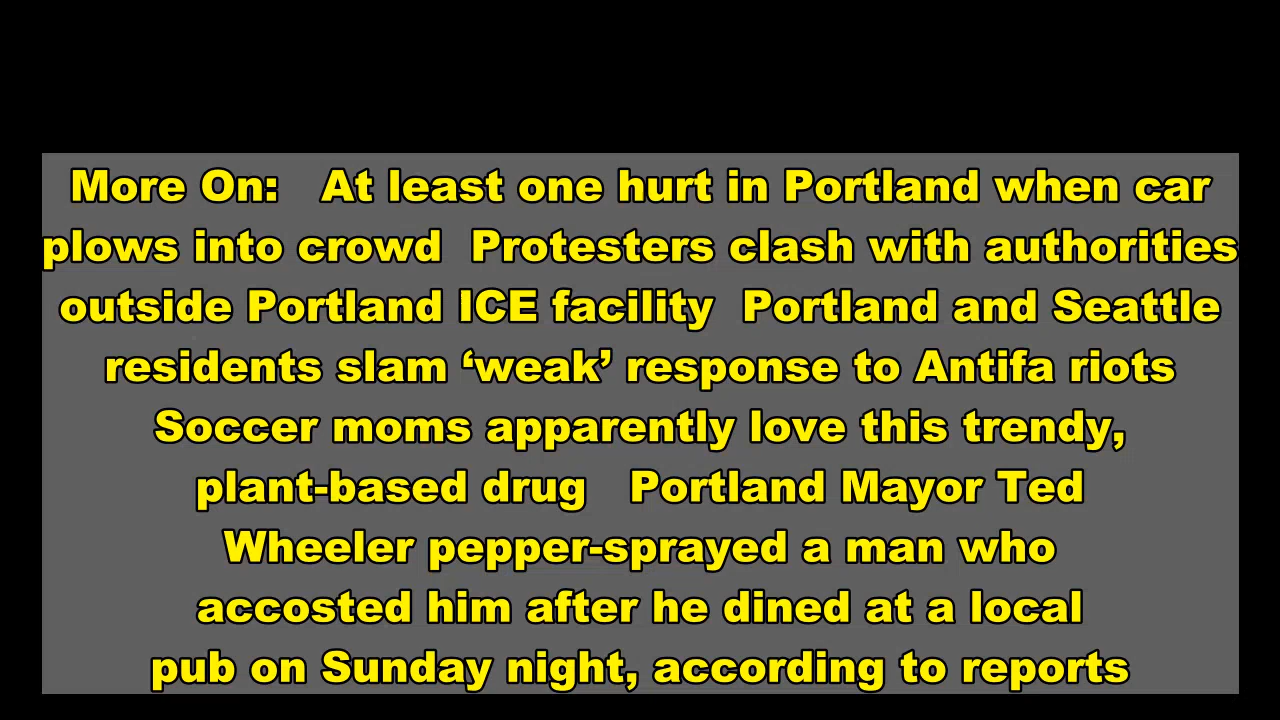 More On: At least one hurt in Portland when car
plows into crowd Protesters clash with authorities
outside Portland ICE facility Portland and Seattle
residents slam ‘weak’ response to Antifa riots
Soccer moms apparently love this trendy,
plant-based drug Portland Mayor Ted
Wheeler pepper-sprayed a man who
accosted him after he dined at a local
pub on Sunday night, according to reports